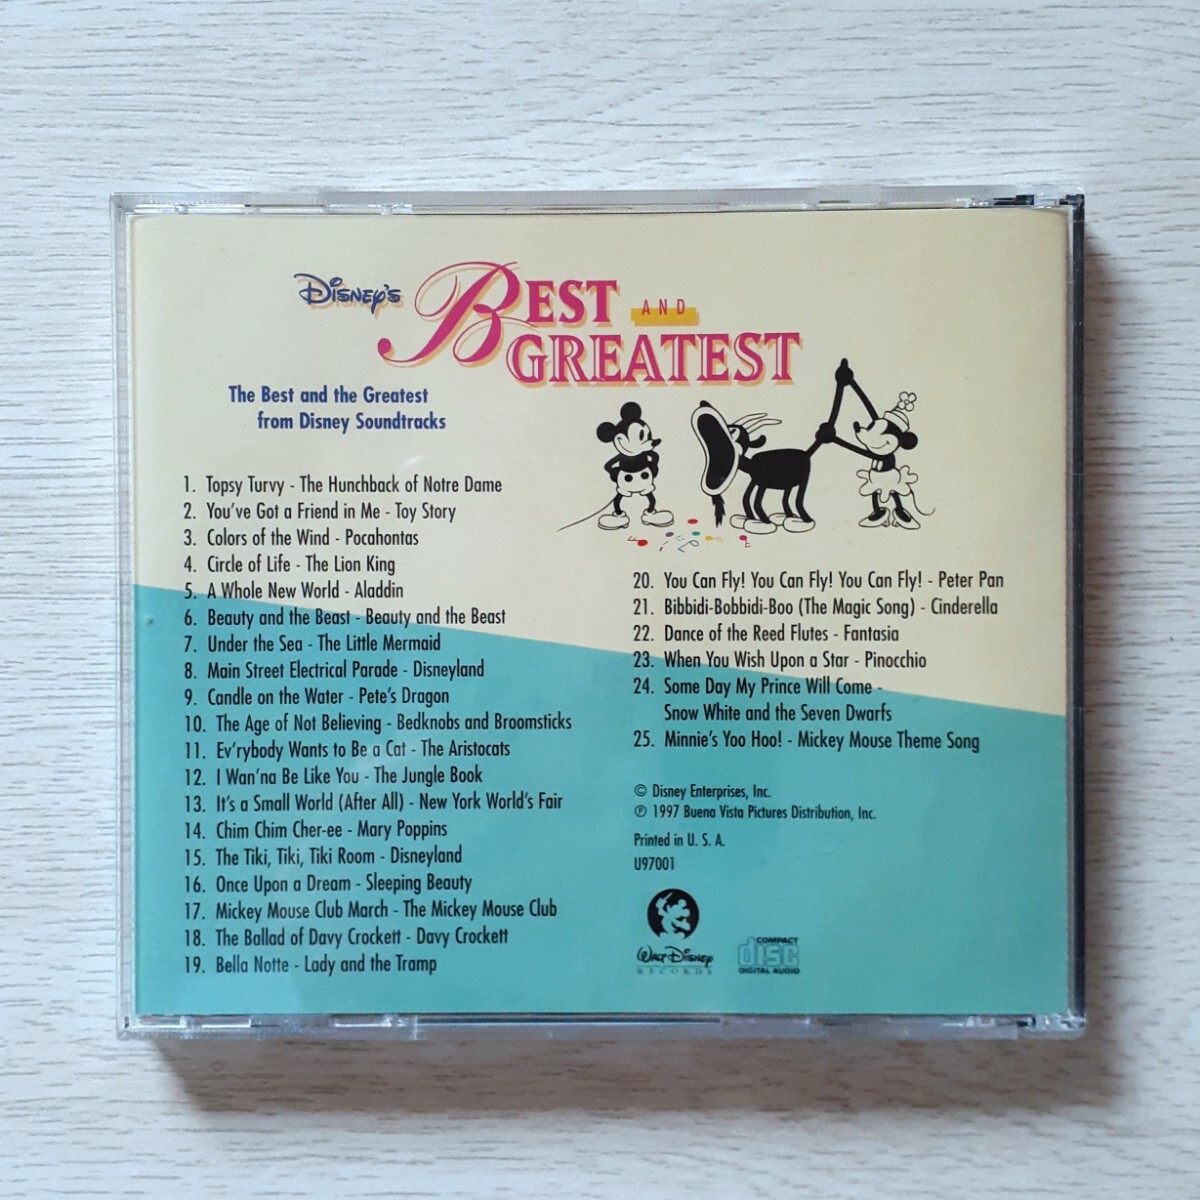 Disney's
BEST AND
GREATEST
The Best and the Greatest
from Disney Soundtracks
1. Topsy Turvy - The Hunchback of Notre Dame
2. You've Got a Friend in Me - Toy Story
3. Colors of the Wind - Pocahontas
4. Circle of Life - The Lion King
5. A Whole New World - Aladdin
6. Beauty and the Beast - Beauty and the Beast
7. Under the Sea - The Little Mermaid
8. Main Street Electrical Parade - Disneyland
9. Candle on the Water - Pete's Dragon
10. The Age of Not Believing - Bedknobs and Broomsticks
11. Ev'rybody Wants to Be a Cat - The Aristocats
12. I Wan'na Be Like You - The Jungle Book
13. It's a Small World (After All) - New York World's Fair
14. Chim Chim Cher-ee - Mary Poppins
15. The Tiki, Tiki, Tiki Room - Disneyland
16. Once Upon a Dream - Sleeping Beauty
17. Mickey Mouse Club March - The Mickey Mouse Club
18. The Ballad of Davy Crockett - Davy Crockett
19. Bella Notte - Lady and the Tramp
20. You Can Fly! You Can Fly! You Can Fly! - Peter Pan
21. Bibbidi-Bobbidi-Boo (The Magic Song) - Cinderella
22. Dance of the Reed Flutes - Fantasia
23. When You Wish Upon a Star - Pinocchio
24. Some Day My Prince Will Come -
Snow White and the Seven Dwarfs
25. Minnie's Yoo Hoo! - Mickey Mouse Theme Song
© Disney Enterprises, Inc.
℗ 1997 Buena Vista Pictures Distribution, Inc.
Printed in U. S. A.
U97001
Walt Disney
RECORDS
COMPACT
disc
DIGITAL AUDIO